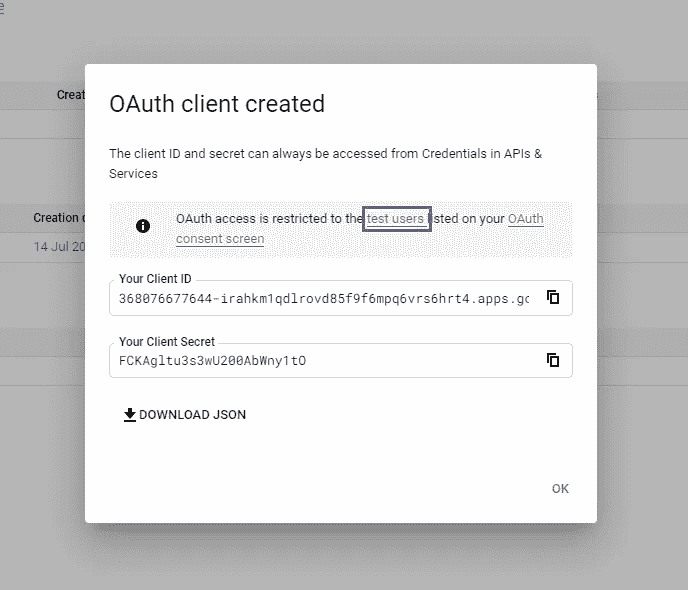 e
Creat
OAuth client created
The client ID and secret can always be accessed from Credentials in APIs &
Services
Creation d
OAuth access is restricted to the test users listed on your OAuth
consent screen
14 Jul 20
Your Client ID
368076677644-irahkm1qdlrovd85f9f6mpq6vrs6hrt4.apps.gc
Your Client Secret
FCKAgltu3s3wU200AbWny1tO
DOWNLOAD JSON
OK